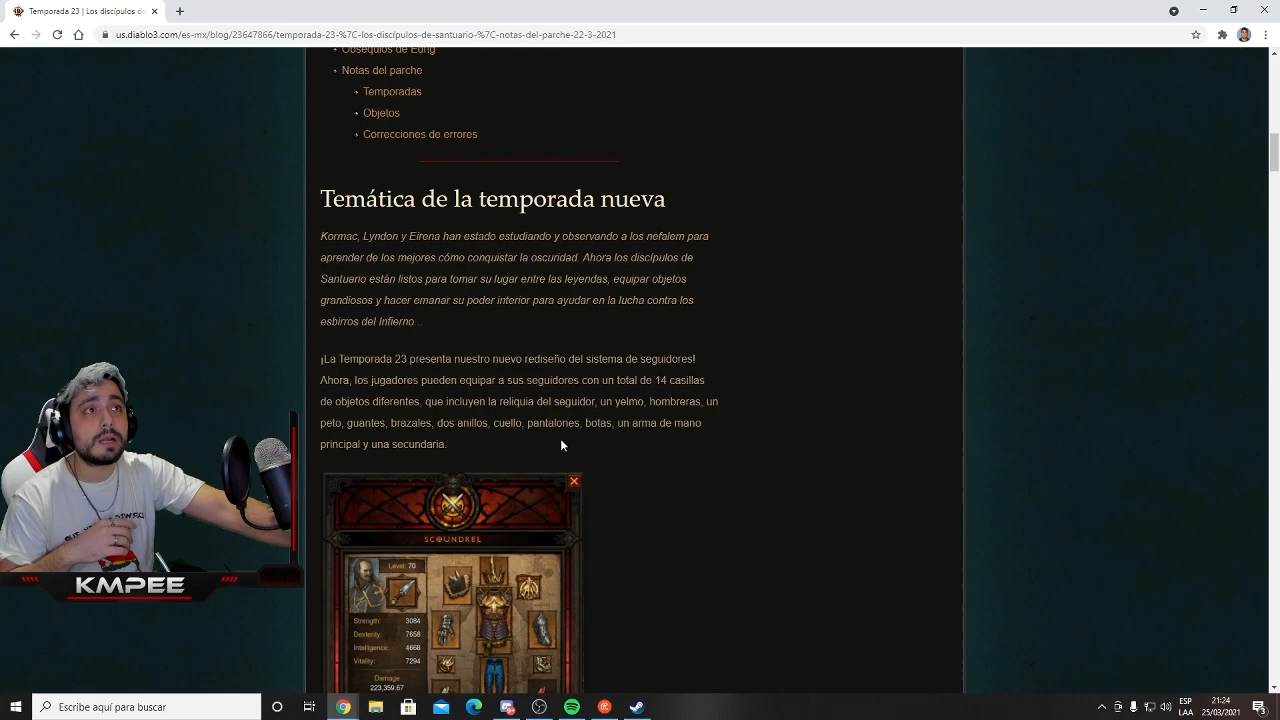 Temporada 23 | Los discípulos
us.diablo3.com/es-mx/blog/23647866/temporada-23-%7C-los-discípulos-de-santuario-%7C-notas-del-parche-22-3-2021
Obsequios de Edrig
Notas del parche
Temporadas
Objetos
Correcciones de errores
Temática de la temporada nueva
Kormac, Lyndon y Eirena han estado estudiando y observando a los nefalem para
aprender de los mejores cómo conquistar la oscuridad. Ahora los discípulos de
Santuario están listos para tomar su lugar entre las leyendas, equipar objetos
grandiosos y hacer emanar su poder interior para ayudar en la lucha contra los
esbirros del Infierno...
¡La Temporada 23 presenta nuestro nuevo rediseño del sistema de seguidores!
Ahora, los jugadores pueden equipar a sus seguidores con un total de 14 casillas
de objetos diferentes, que incluyen la reliquia del seguidor, un yelmo, hombreras, un
peto, guantes, brazales, dos anillos, cuello, pantalones, botas, un arma de mano
principal y una secundaria.
SCOUNDREL
Level: 70
Strength: 3084
Dexterity: 7658
Intelligence: 4668
Vitality: 7294
Damage
223,359.67
KMPEE
Escribe aquí para buscar
ESP
LAA
21:24
25/03/2021